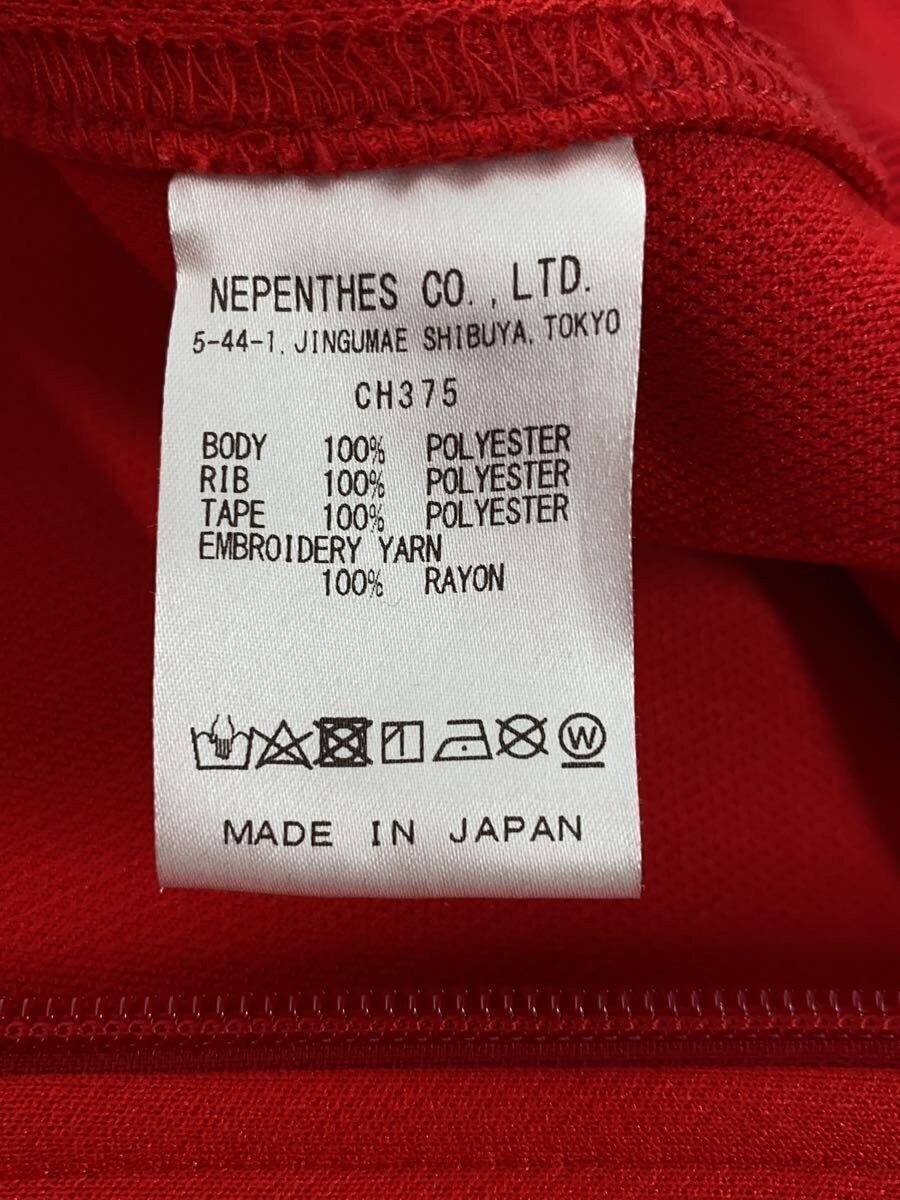 NEPENTHES CO., LTD.
5-44-1, JINGUMAE SHIBUYA, TOKYO
CH375
BODY 100% POLYESTER
RIB 100% POLYESTER
TAPE 100% POLYESTER
EMBROIDERY YARN
100% RAYON
W
MADE IN JAPAN